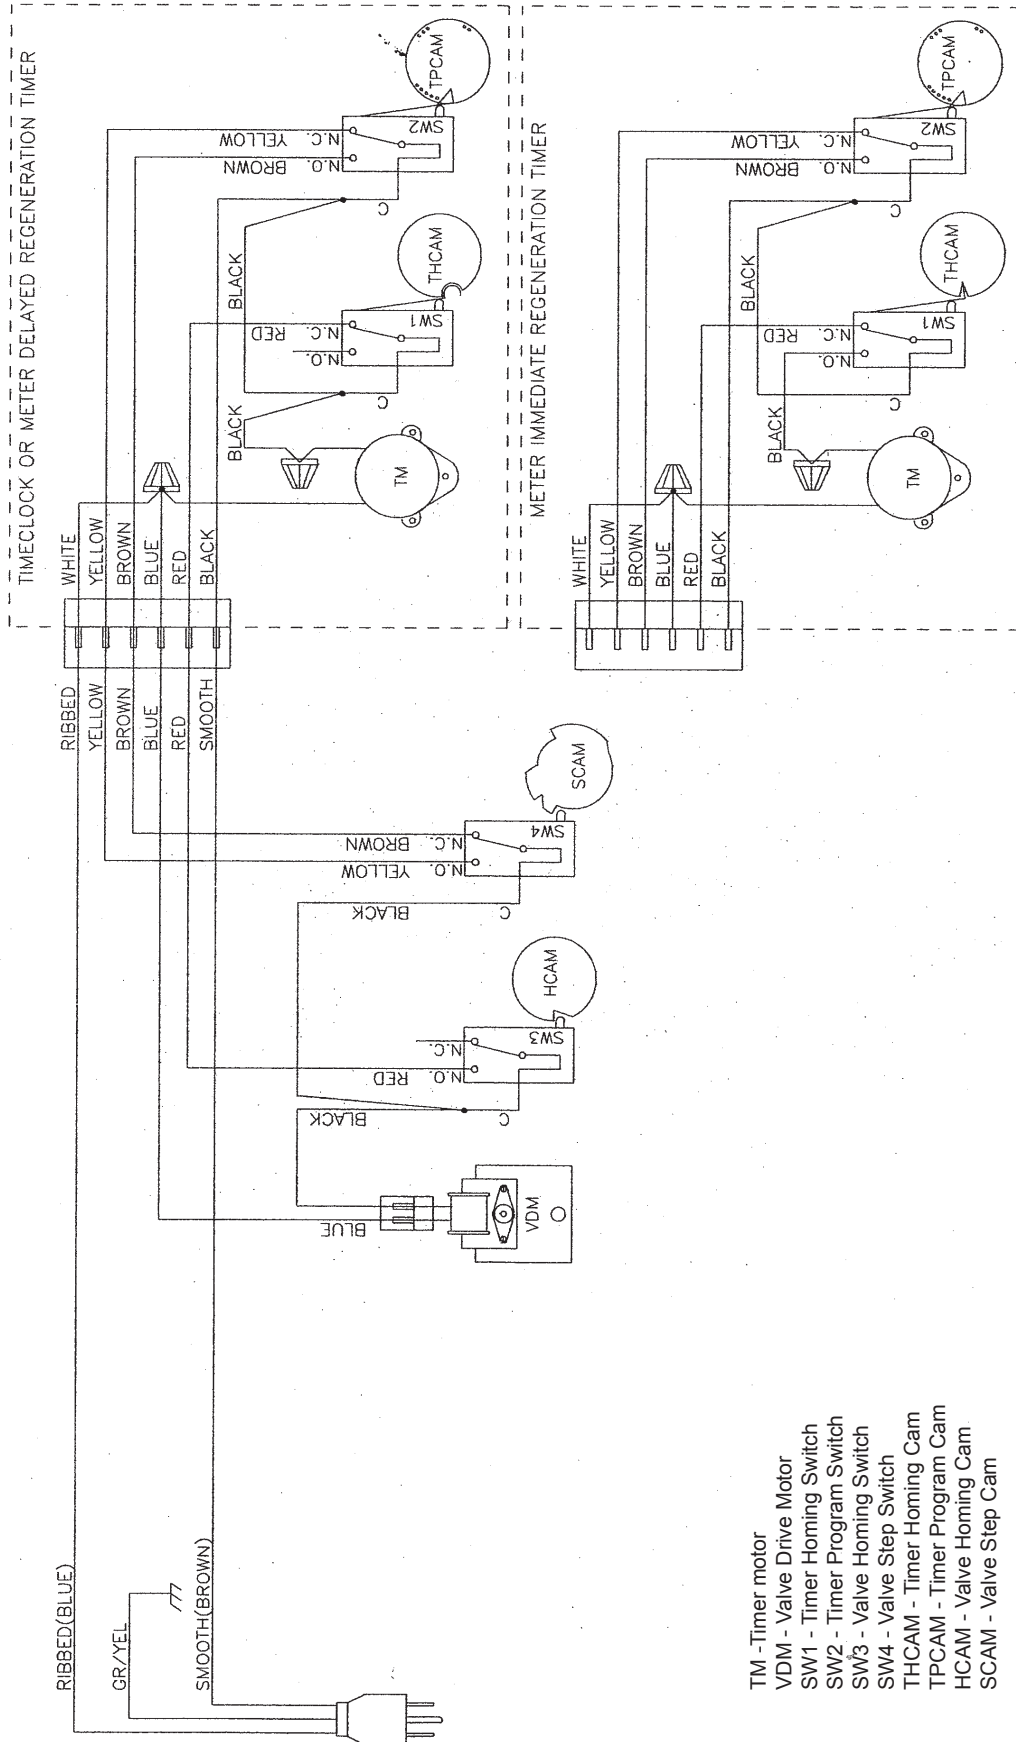 TIMECLOCK OR METER DELAYED REGENERATION TIMER
WHITE
YELLOW
BROWN
BLUE
RED
BLACK
BLACK
BLACK
TM
RED
N.C.
N.O.
SW1
C
THCAM
YELLOW
N.C.
BROWN
N.O.
SW2
C
TPCAM
METER IMMEDIATE REGENERATION TIMER
WHITE
YELLOW
BROWN
BLUE
RED
BLACK
BLACK
BLACK
TM
RED
N.C.
N.O.
SW1
C
THCAM
YELLOW
N.C.
BROWN
N.O.
SW2
C
TPCAM
RIBBED
YELLOW
BROWN
BLUE
RED
SMOOTH
BROWN
N.C.
YELLOW
N.O.
SW4
C
BLACK
SCAM
N.C.
RED
N.O.
SW3
C
BLACK
HCAM
BLUE
VDM
RIBBED(BLUE)
GR/YEL
SMOOTH(BROWN)
TM -Timer motor
VDM - Valve Drive Motor
SW1 - Timer Homing Switch
SW2 - Timer Program Switch
SW3 - Valve Homing Switch
SW4 - Valve Step Switch
THCAM - Timer Homing Cam
TPCAM - Timer Program Cam
HCAM - Valve Homing Cam
SCAM - Valve Step Cam